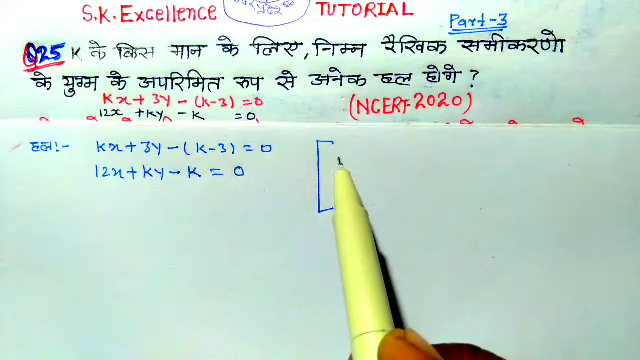 S.K. Excellence TUTORIAL
Part-3
Q25 K के किस मान के लिए, निम्न रैखिक समीकरणो
के युग्म के अपरिमित रुप से अनेक हल होगे ?
Kx + 3y - (K-3) = 0
12x + Ky - K = 0
(NCERT 2020)
हल:- Kx + 3y - (K-3) = 0
12x + Ky - K = 0